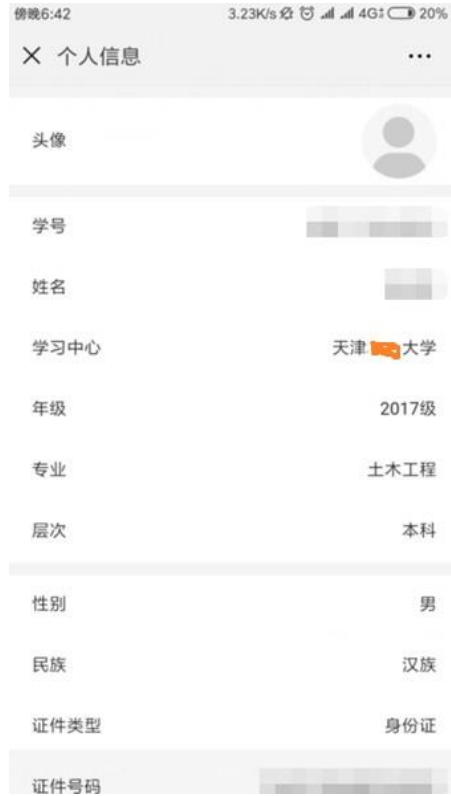 傍晚6:42 3.23K/s 4G 20%
× 个人信息 ...
头像
学号
姓名
学习中心 天津 大学
年级 2017级
专业 土木工程
层次 本科
性别 男
民族 汉族
证件类型 身份证
证件号码